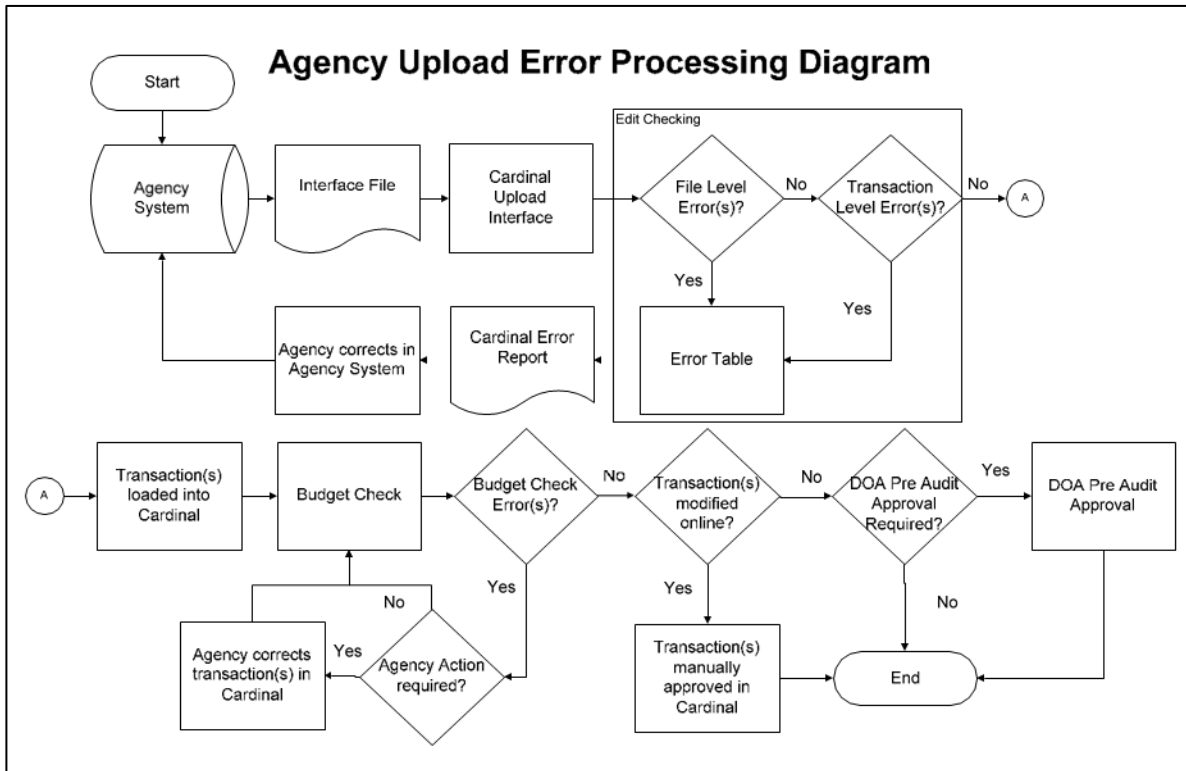 Agency Upload Error Processing Diagram
Start
Edit Checking
Agency
System
Interface File
Cardinal
Upload
Interface
File Level
Error(s)?
No
Transaction
Level Error(s)?
No
A
Yes
Yes
Error Table
Cardinal Error
Report
Agency corrects in
Agency System
A
Transaction(s)
loaded into
Cardinal
Budget Check
Budget Check
Error(s)?
No
Transaction(s)
modified
online?
No
DOA Pre Audit
Approval
Required?
Yes
DOA Pre Audit
Approval
Yes
No
Agency Action
required?
Yes
Agency corrects
transaction(s) in
Cardinal
Yes
Transaction(s)
manually
approved in
Cardinal
No
End